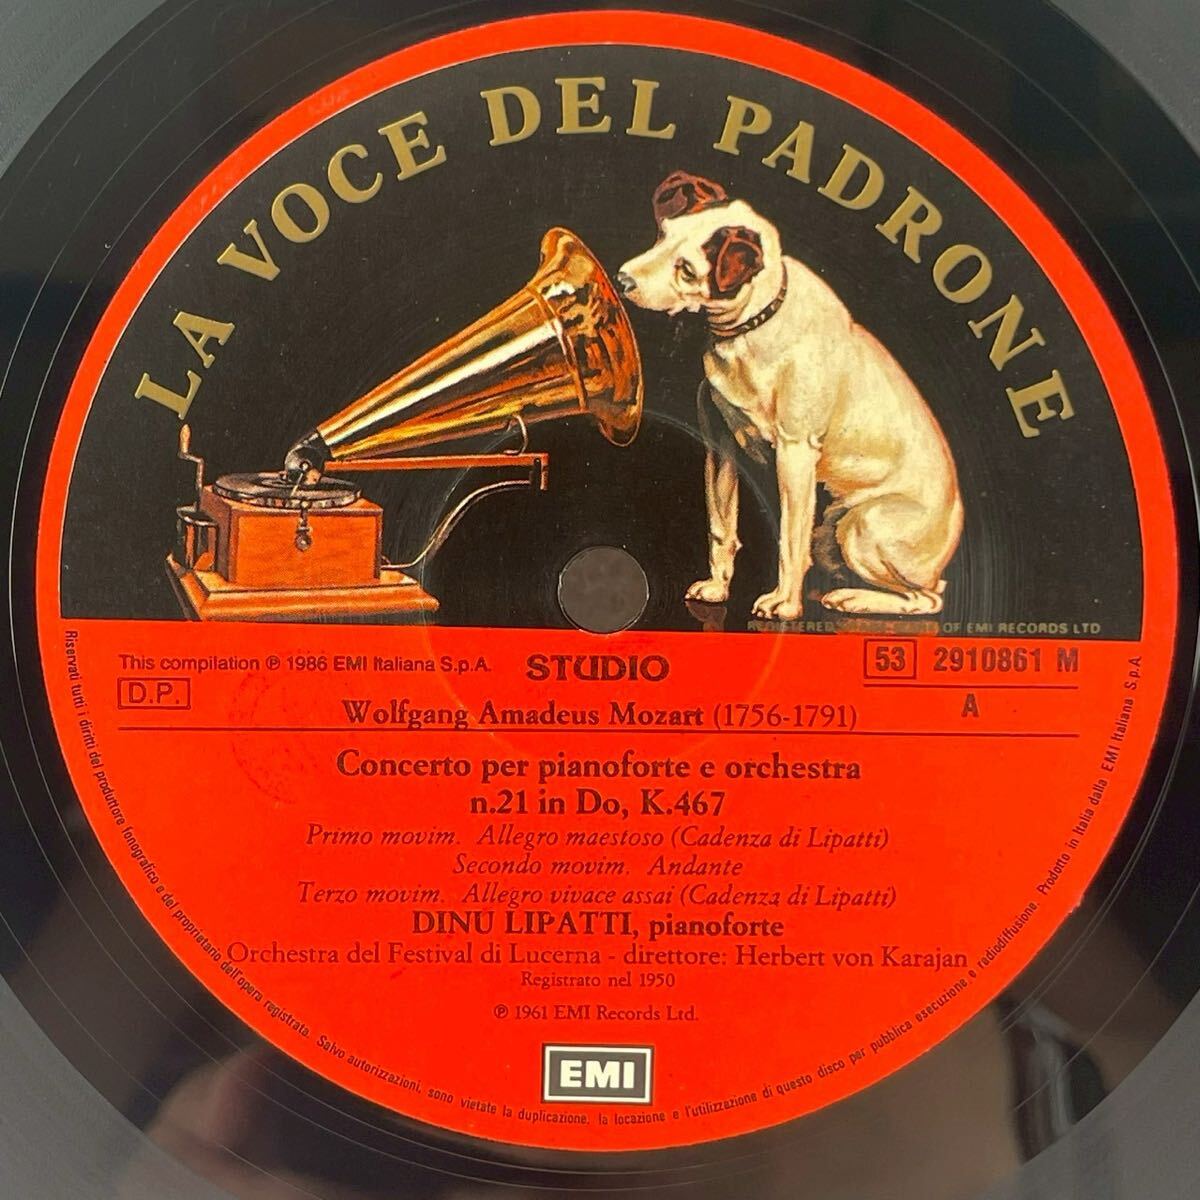 LA VOCE DEL PADRONE
REGISTERED TRADE MARK OF EMI RECORDS LTD
This compilation ℗ 1986 EMI Italiana S.p.A.
STUDIO
53 2910861 M
D.P.
A
Wolfgang Amadeus Mozart (1756-1791)
Concerto per pianoforte e orchestra
n.21 in Do, K.467
Primo movim. Allegro maestoso (Cadenza di Lipatti)
Secondo movim. Andante
Terzo movim. Allegro vivace assai (Cadenza di Lipatti)
DINU LIPATTI, pianoforte
Orchestra del Festival di Lucerna - direttore: Herbert von Karajan
Registrato nel 1950
℗ 1961 EMI Records Ltd.
EMI
Riservati tutti i diritti del produttore fonografico e del proprietario dell'opera registrata. Salvo autorizzazioni, sono vietate la duplicazione, la locazione e l'utilizzazione di questo disco per pubblica esecuzione e radiodiffusione. Prodotto in Italia dalla EMI Italiana S.p.A.